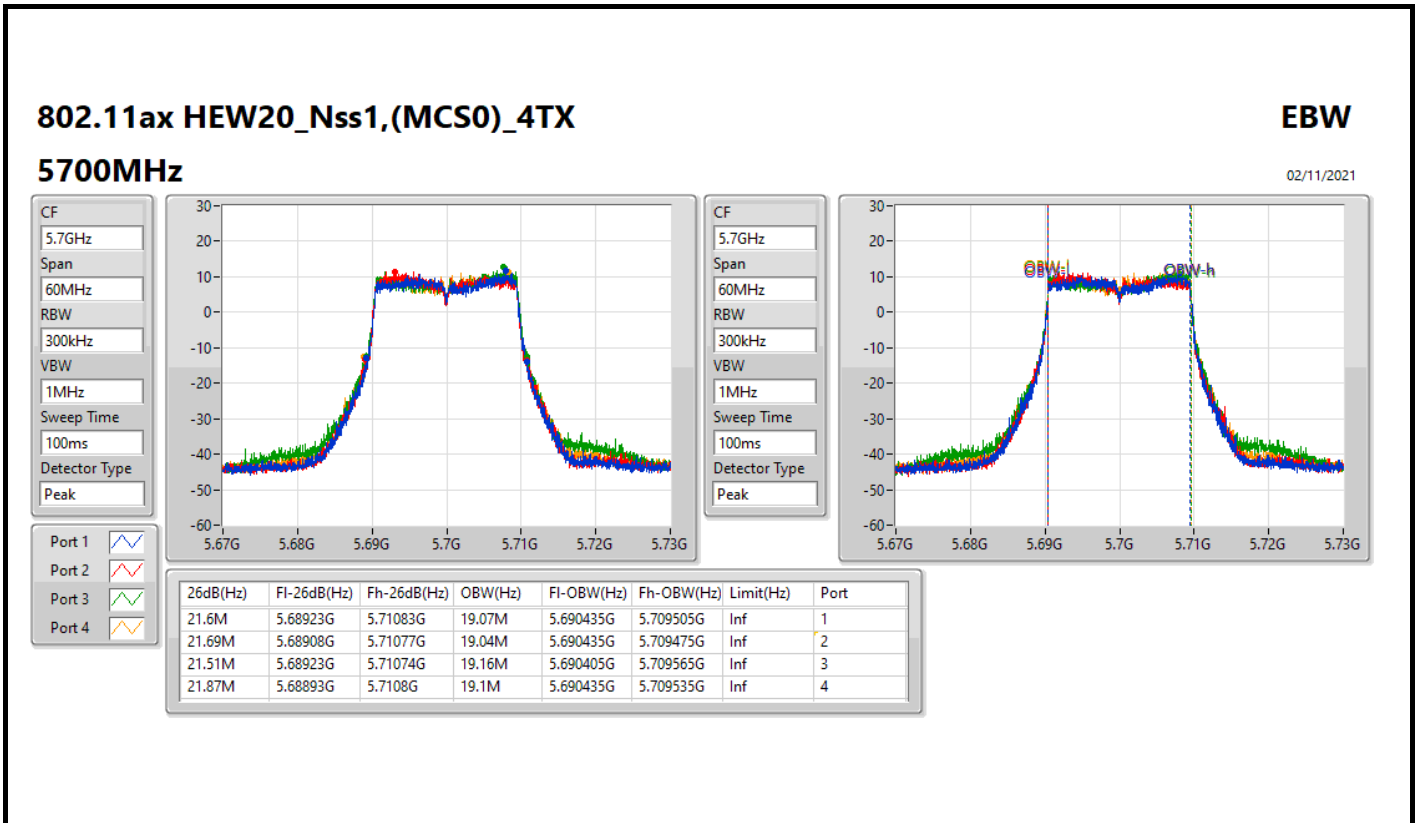 802.11ax HEW20_Nss1,(MCS0)_4TX
EBW
5700MHz
02/11/2021
CF
5.7GHz
Span
60MHz
RBW
300kHz
VBW
1MHz
Sweep Time
100ms
Detector Type
Peak
30
20
10
0
-10
-20
-30
-40
-50
-60
5.67G 5.68G 5.69G 5.7G 5.71G 5.72G 5.73G
CF
5.7GHz
Span
60MHz
RBW
300kHz
VBW
1MHz
Sweep Time
100ms
Detector Type
Peak
30
20
10
0
-10
-20
-30
-40
-50
-60
OBW-l OBW-h
5.67G 5.68G 5.69G 5.7G 5.71G 5.72G 5.73G
Port 1
Port 2
Port 3
Port 4
26dB(Hz) Fl-26dB(Hz) Fh-26dB(Hz) OBW(Hz) Fl-OBW(Hz) Fh-OBW(Hz) Limit(Hz) Port
21.6M 5.68923G 5.71083G 19.07M 5.690435G 5.709505G Inf 1
21.69M 5.68908G 5.71077G 19.04M 5.690435G 5.709475G Inf 2
21.51M 5.68923G 5.71074G 19.16M 5.690405G 5.709565G Inf 3
21.87M 5.68893G 5.7108G 19.1M 5.690435G 5.709535G Inf 4